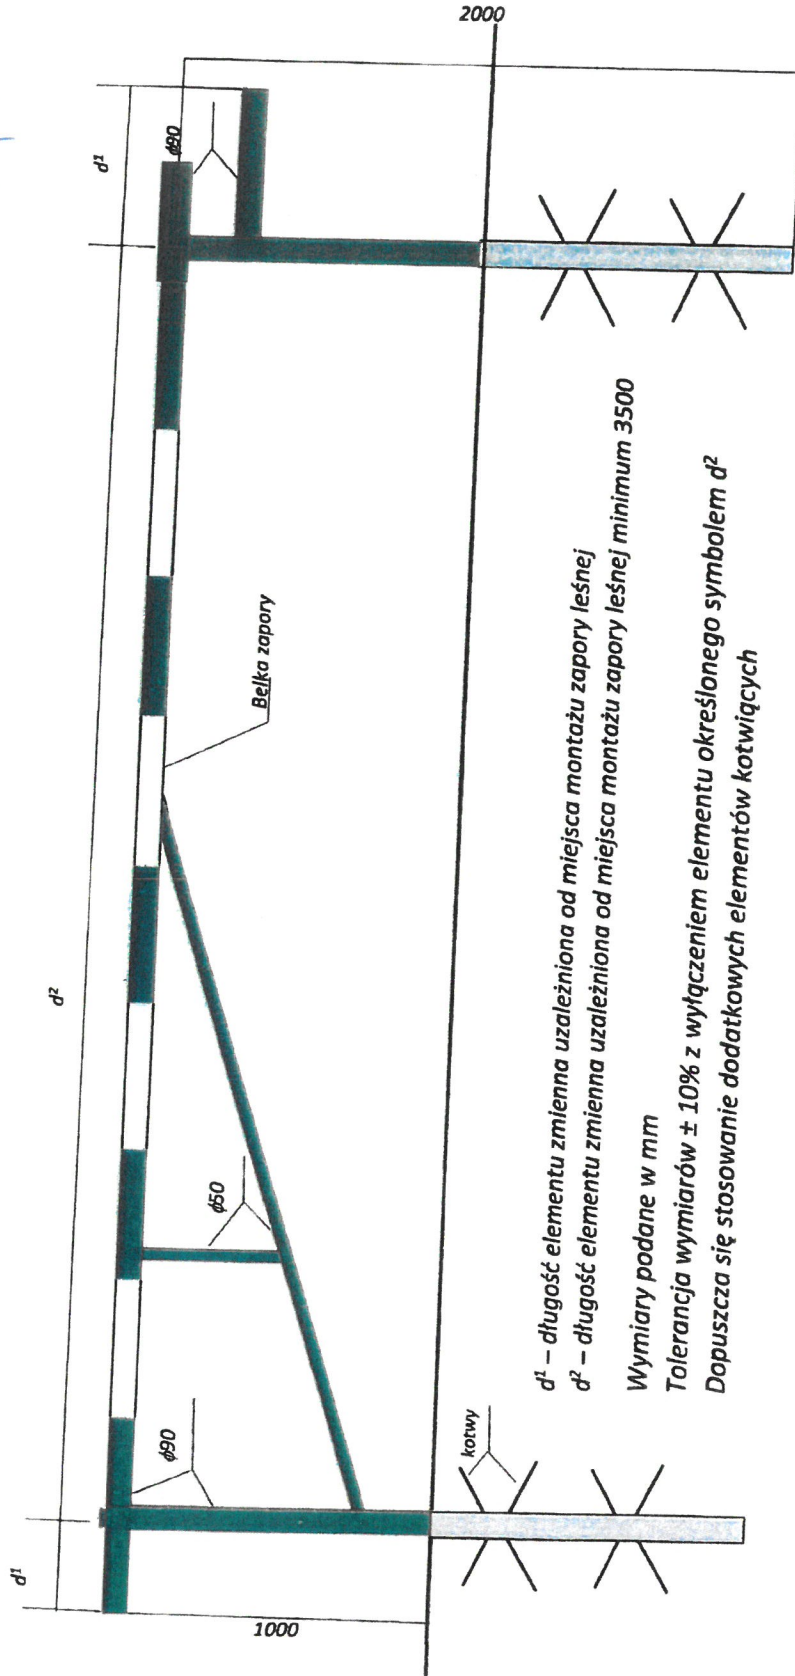 2000
d¹
ϕ90
Belka zapory
d²
ϕ50
ϕ90
kotwy
d¹
1000
d¹ – długość elementu zmienna uzależniona od miejsca montażu zapory leśnej
d² – długość elementu zmienna uzależniona od miejsca montażu zapory leśnej minimum 3500
Wymiary podane w mm
Tolerancja wymiarów ± 10% z wyłączeniem elementu określonego symbolem d²
Dopuszcza się stosowanie dodatkowych elementów kotwiących